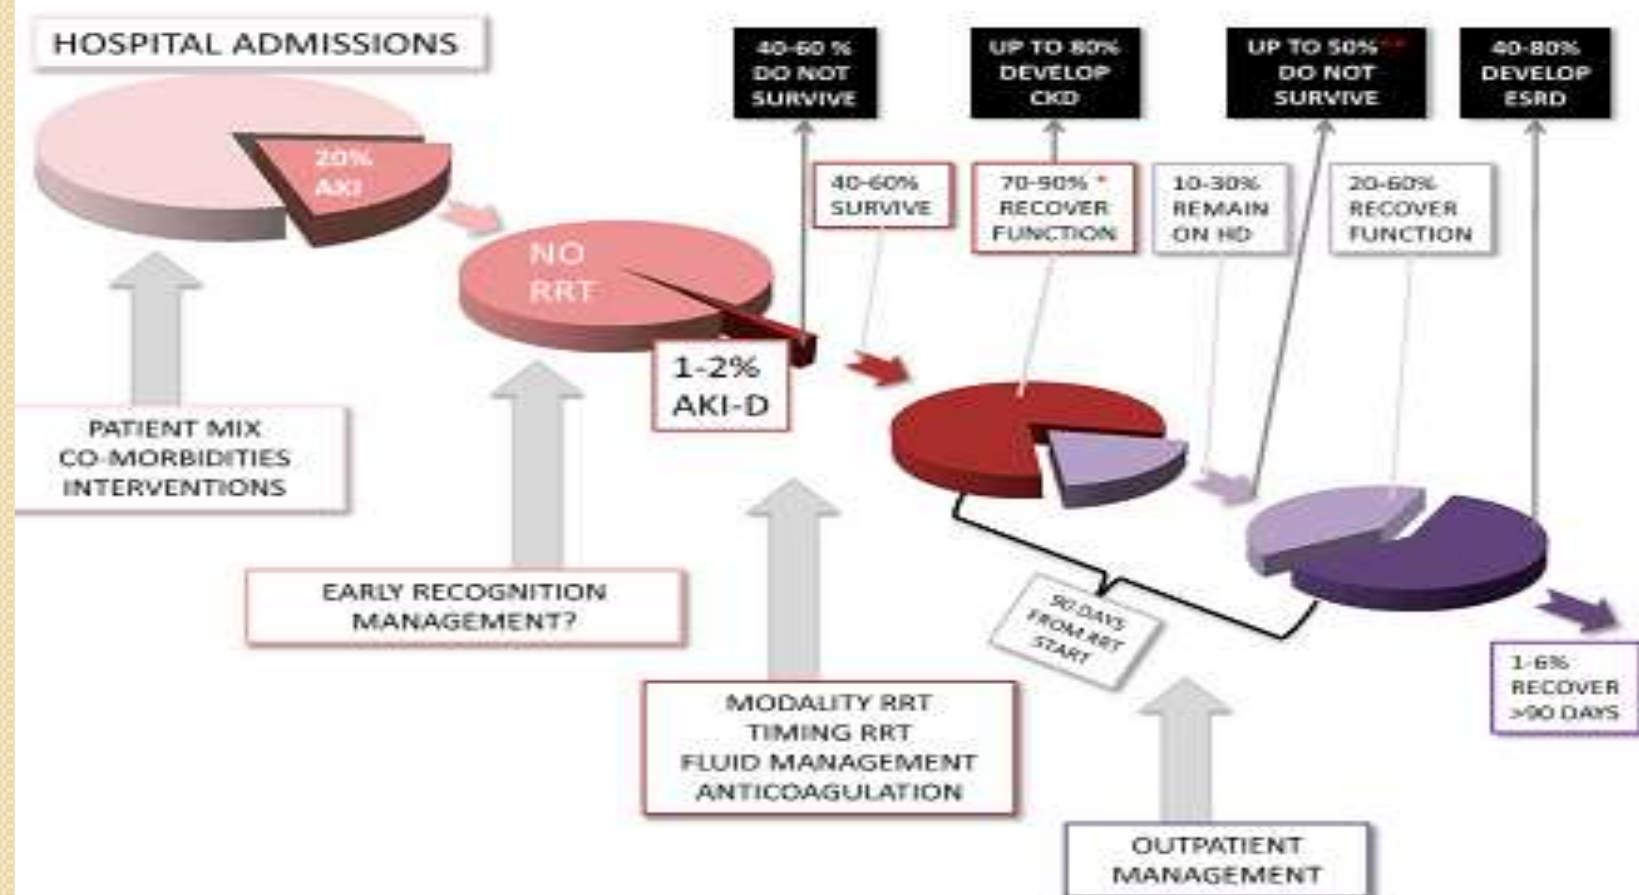 HOSPITAL ADMISSIONS
40-60 %
DO NOT
SURVIVE
UP TO 80%
DEVELOP
CKD
UP TO 50%**
DO NOT
SURVIVE
40-80%
DEVELOP
ESRD
20%
AKI
40-60%
SURVIVE
70-90% *
RECOVER
FUNCTION
10-30%
REMAIN
ON HD
20-60%
RECOVER
FUNCTION
NO
RRT
1-2%
AKI-D
PATIENT MIX
CO-MORBIDITIES
INTERVENTIONS
EARLY RECOGNITION
MANAGEMENT?
90 DAYS
FROM RRT
START
1-6%
RECOVER
>90 DAYS
MODALITY RRT
TIMING RRT
FLUID MANAGEMENT
ANTICOAGULATION
OUTPATIENT
MANAGEMENT